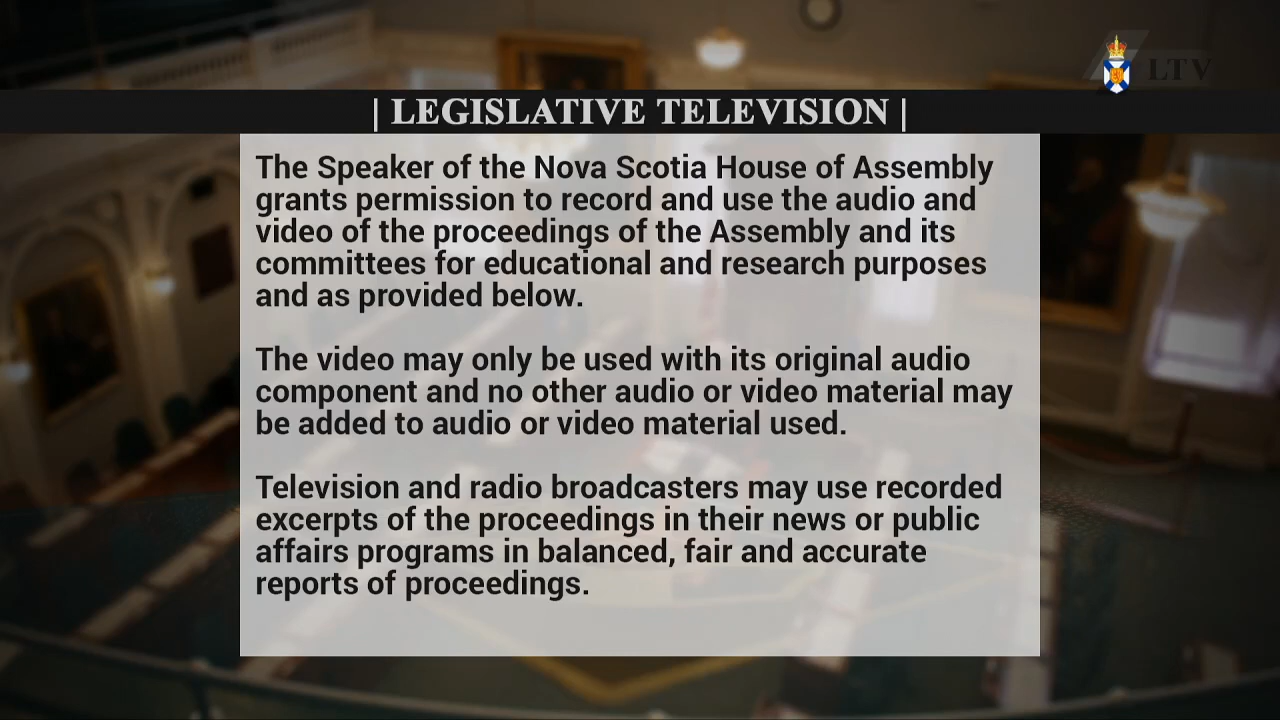 LTV
| LEGISLATIVE TELEVISION |
The Speaker of the Nova Scotia House of Assembly
grants permission to record and use the audio and
video of the proceedings of the Assembly and its
committees for educational and research purposes
and as provided below.
The video may only be used with its original audio
component and no other audio or video material may
be added to audio or video material used.
Television and radio broadcasters may use recorded
excerpts of the proceedings in their news or public
affairs programs in balanced, fair and accurate
reports of proceedings.